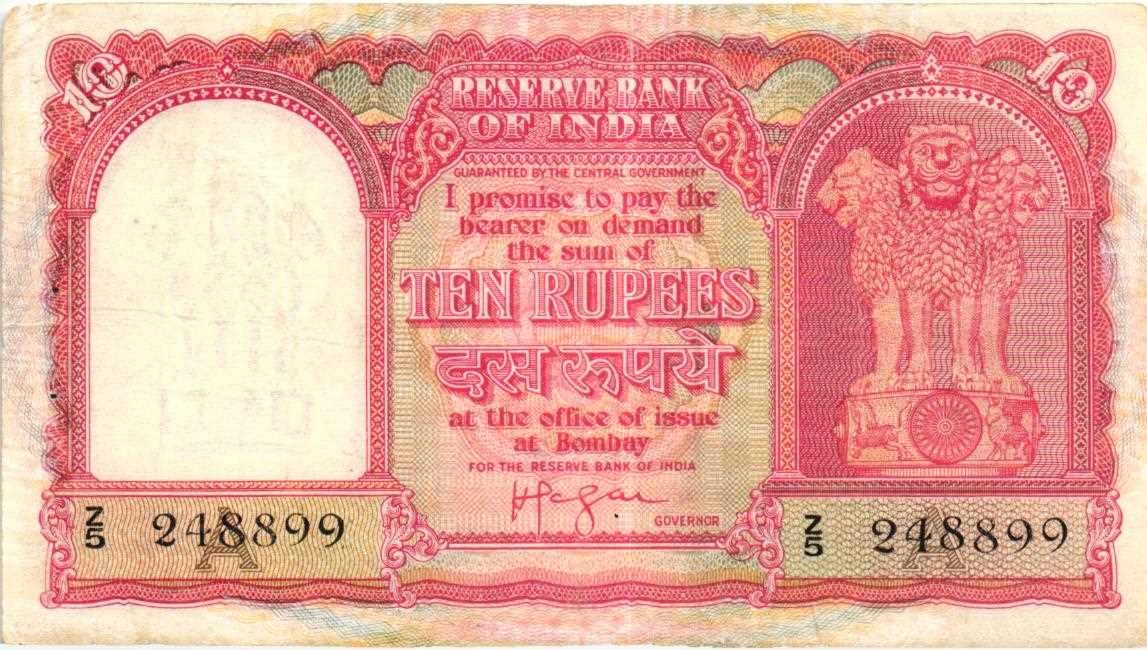 10
10
RESERVE BANK
OF INDIA
GUARANTEED BY THE CENTRAL GOVERNMENT
I promise to pay the
bearer on demand
the sum of
TEN RUPEES
दस रूपये
at the office of issue
at Bombay
FOR THE RESERVE BANK OF INDIA
GOVERNOR
Z/5 248899
A
Z/5 248899
A